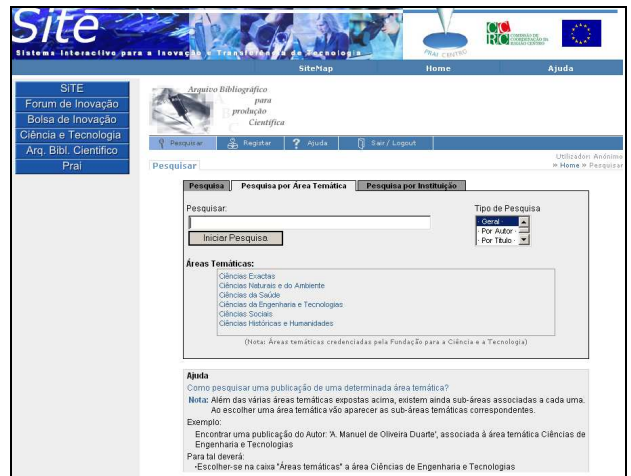 Site
Sistema Interactivo para a Inovação e Transferência de Tecnologia
PRAI CENTRO
CCRC COMISSÃO DE COORDENAÇÃO DA REGIÃO CENTRO
SiteMap Home Ajuda
SiTE
Forum de Inovação
Bolsa de Inovação
Ciência e Tecnologia
Arq. Bibl. Cientifico
Prai
Arquivo Bibliográfico
para
produção
Científica
Pesquisar Registar ? Ajuda Sair / Logout
Utilizador: Anónimo
Pesquisar
» Home » Pesquisar
Pesquisa Pesquisa por Área Temática Pesquisa por Instituição
Pesquisar:
Tipo de Pesquisa
- Geral -
- Por Autor -
- Por Título -
Iniciar Pesquisa
Áreas Temáticas:
Ciências Exactas
Ciências Naturais e do Ambiente
Ciências da Saúde
Ciências da Engenharia e Tecnologias
Ciências Sociais
Ciências Históricas e Humanidades
(Nota: Áreas temáticas credenciadas pela Fundação para a Ciência e a Tecnologia)
Ajuda
Como pesquisar uma publicação de uma determinada área temática?
Nota: Além das várias áreas temáticas expostas acima, existem ainda sub-áreas associadas a cada uma.
Ao escolher uma área temática vão aparecer as sub-áreas temáticas correspondentes.
Exemplo:
Encontrar uma publicação do Autor: 'A. Manuel de Oliveira Duarte', associada à área temática Ciências de
Engenharia e Tecnologias
Para tal deverá:
-Escolher-se na caixa "Áreas temáticas" a área Ciências de Engenharia e Tecnologias